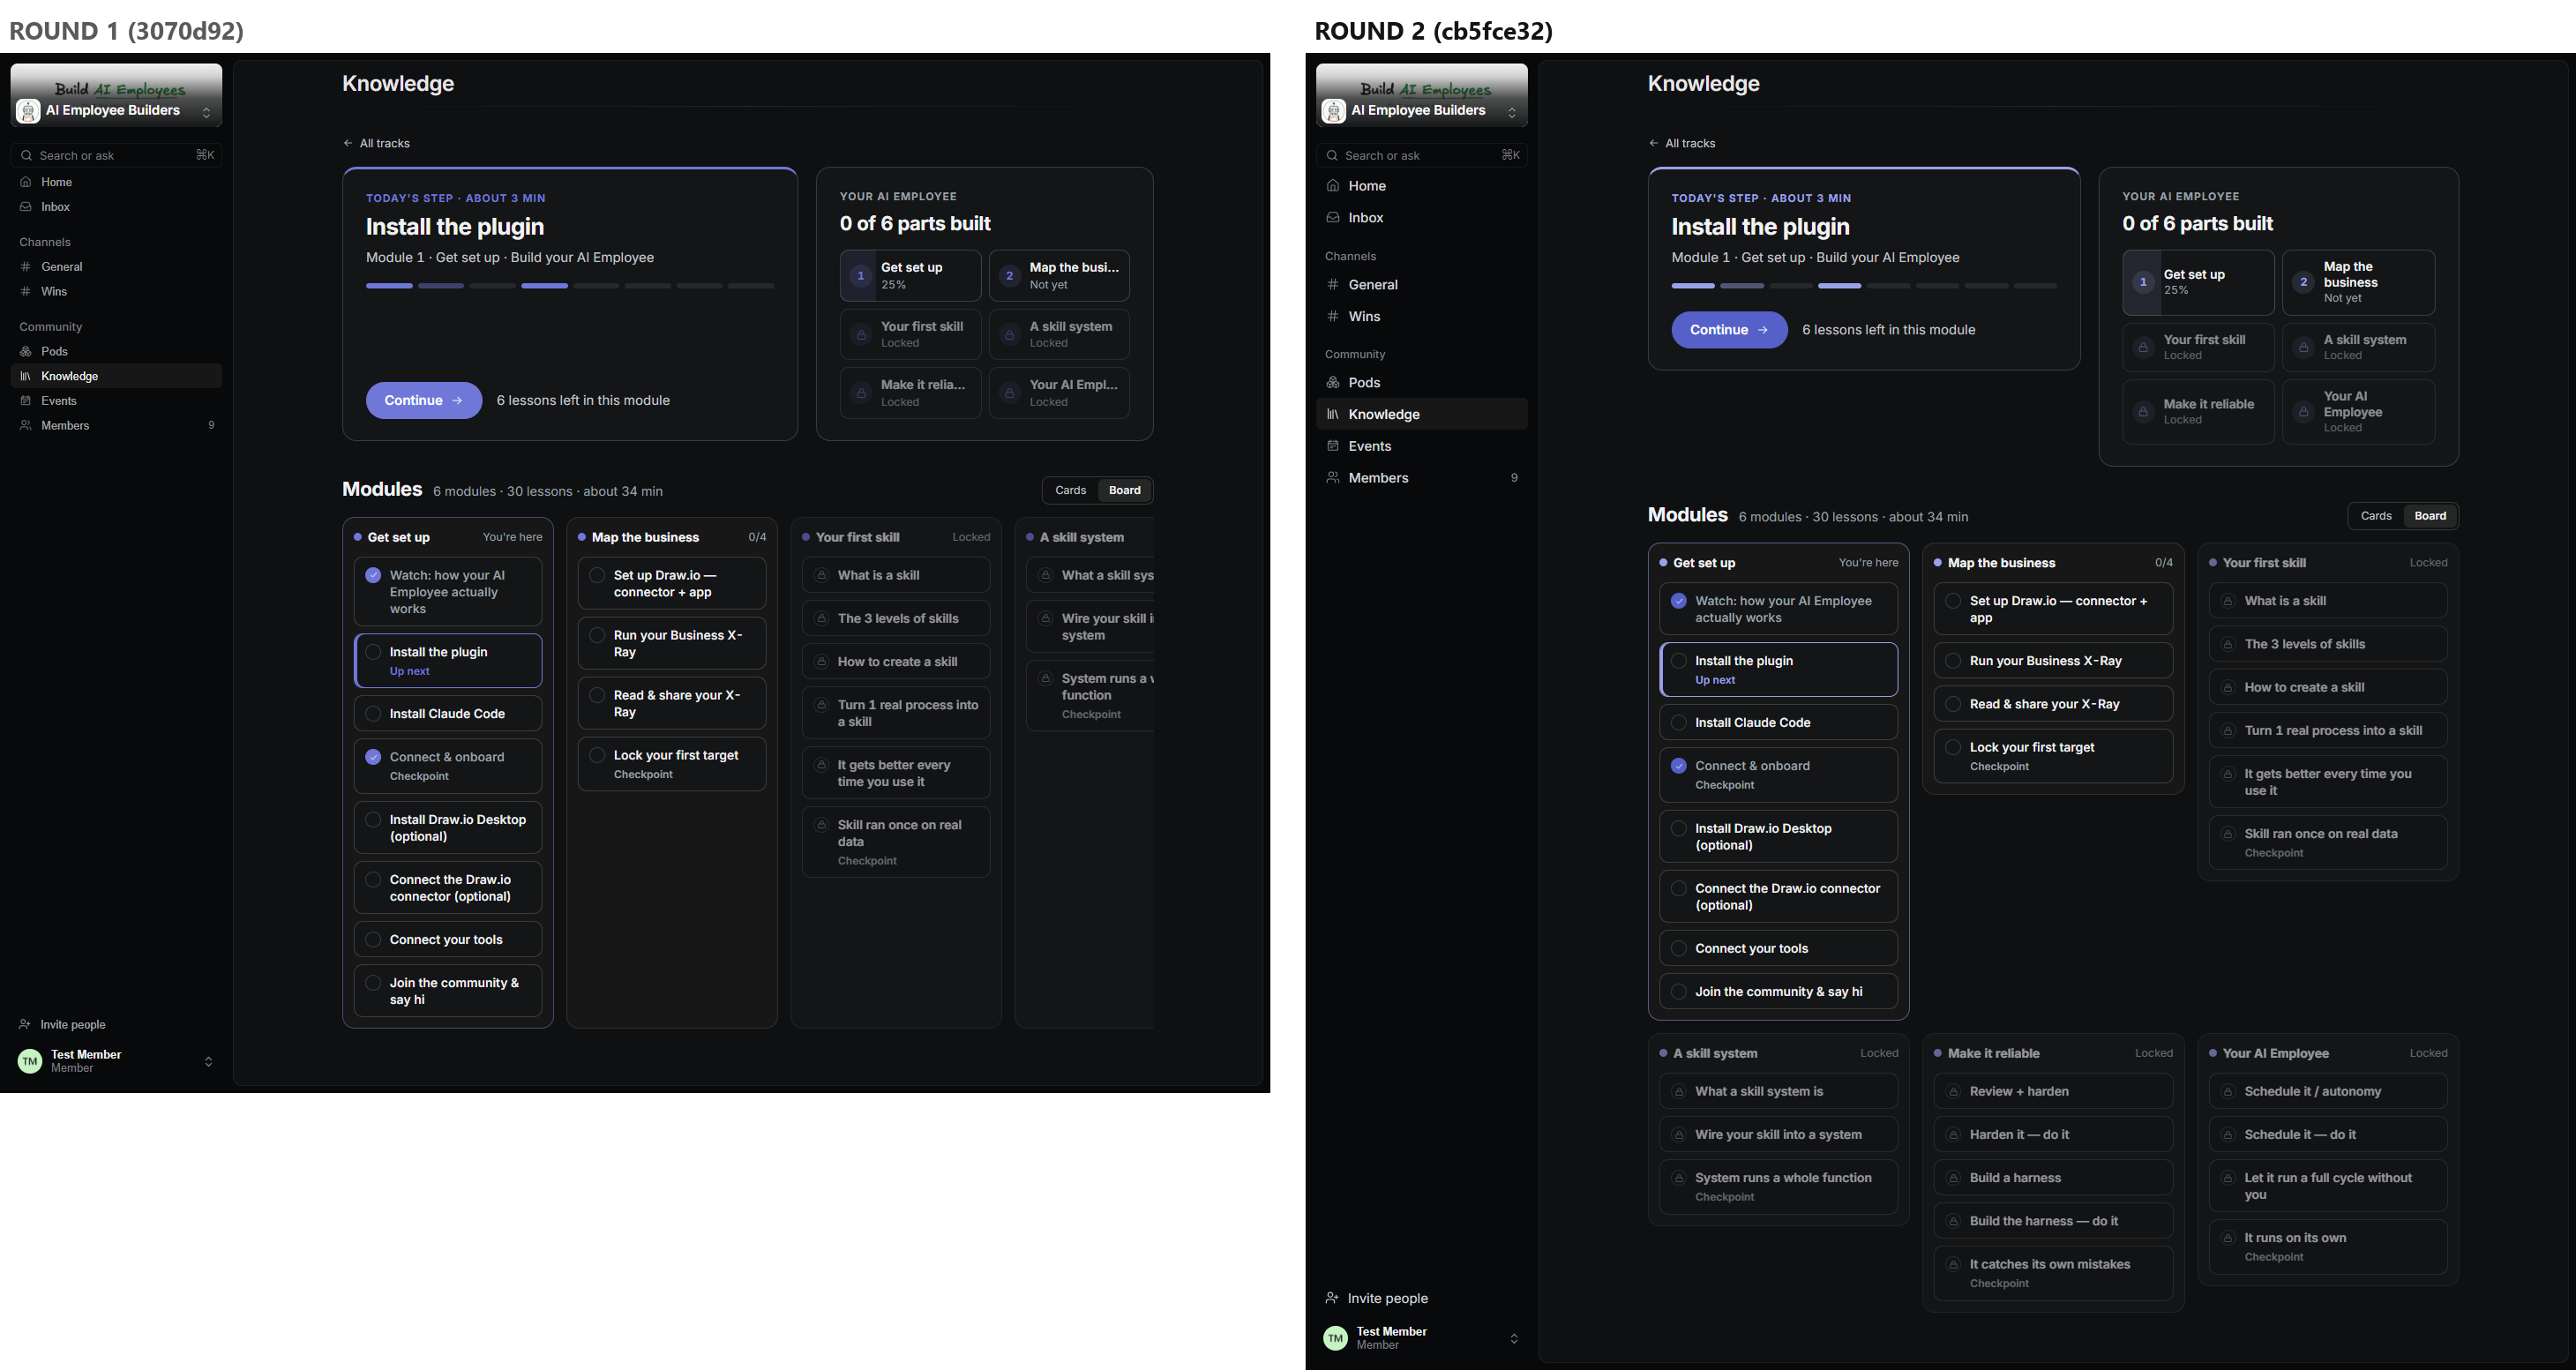 ROUND 1 (3070d92)
Build AI Employees
AI Employee Builders
Search or ask ⌘K
Home
Inbox
Channels
# General
# Wins
Community
Pods
Knowledge
Events
Members 9
Invite people
TM
Test Member
Member
Knowledge
← All tracks
TODAY'S STEP · ABOUT 3 MIN
Install the plugin
Module 1 · Get set up · Build your AI Employee
Continue →
6 lessons left in this module
YOUR AI EMPLOYEE
0 of 6 parts built
1
Get set up
25%
2
Map the busi...
Not yet
Your first skill
Locked
A skill system
Locked
Make it relia...
Locked
Your AI Empl...
Locked
Modules 6 modules · 30 lessons · about 34 min
Cards
Board
Get set up You're here
Watch: how your AI
Employee actually
works
Install the plugin
Up next
Install Claude Code
Connect & onboard
Checkpoint
Install Draw.io Desktop
(optional)
Connect the Draw.io
connector (optional)
Connect your tools
Join the community &
say hi
Map the business 0/4
Set up Draw.io —
connector + app
Run your Business X-
Ray
Read & share your X-
Ray
Lock your first target
Checkpoint
Your first skill Locked
What is a skill
The 3 levels of skills
How to create a skill
Turn 1 real process into
a skill
It gets better every
time you use it
Skill ran once on real
data
Checkpoint
A skill system
What a skill sys
Wire your skill i
system
System runs a w
function
Checkpoint
ROUND 2 (cb5fce32)
Build AI Employees
AI Employee Builders
Search or ask ⌘K
Home
Inbox
Channels
# General
# Wins
Community
Pods
Knowledge
Events
Members 9
Invite people
TM
Test Member
Member
Knowledge
← All tracks
TODAY'S STEP · ABOUT 3 MIN
Install the plugin
Module 1 · Get set up · Build your AI Employee
Continue →
6 lessons left in this module
YOUR AI EMPLOYEE
0 of 6 parts built
1
Get set up
25%
2
Map the
business
Not yet
Your first skill
Locked
A skill system
Locked
Make it reliable
Locked
Your AI
Employee
Locked
Modules 6 modules · 30 lessons · about 34 min
Cards
Board
Get set up You're here
Watch: how your AI Employee
actually works
Install the plugin
Up next
Install Claude Code
Connect & onboard
Checkpoint
Install Draw.io Desktop
(optional)
Connect the Draw.io connector
(optional)
Connect your tools
Join the community & say hi
Map the business 0/4
Set up Draw.io — connector +
app
Run your Business X-Ray
Read & share your X-Ray
Lock your first target
Checkpoint
Your first skill Locked
What is a skill
The 3 levels of skills
How to create a skill
Turn 1 real process into a skill
It gets better every time you
use it
Skill ran once on real data
Checkpoint
A skill system Locked
What a skill system is
Wire your skill into a system
System runs a whole function
Checkpoint
Make it reliable Locked
Review + harden
Harden it — do it
Build a harness
Build the harness — do it
It catches its own mistakes
Checkpoint
Your AI Employee Locked
Schedule it / autonomy
Schedule it — do it
Let it run a full cycle without
you
It runs on its own
Checkpoint